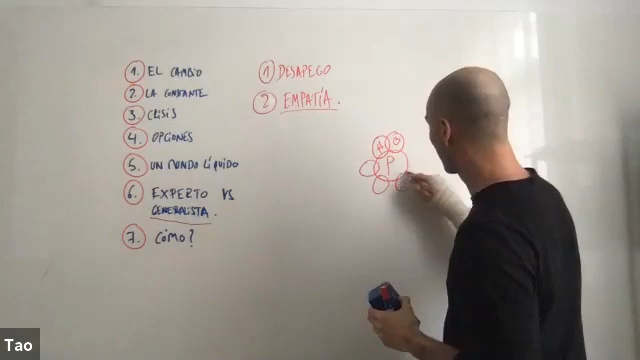 1. EL CAMBIO
2. LA CONSTANTE
3. CRISIS
4. OPCIONES
5. UN MUNDO LÍQUIDO
6. EXPERTO VS
GENERALISTA.
7. CÓMO?
1 DESAPEGO
2 EMPATÍA.
A B
P
Tao